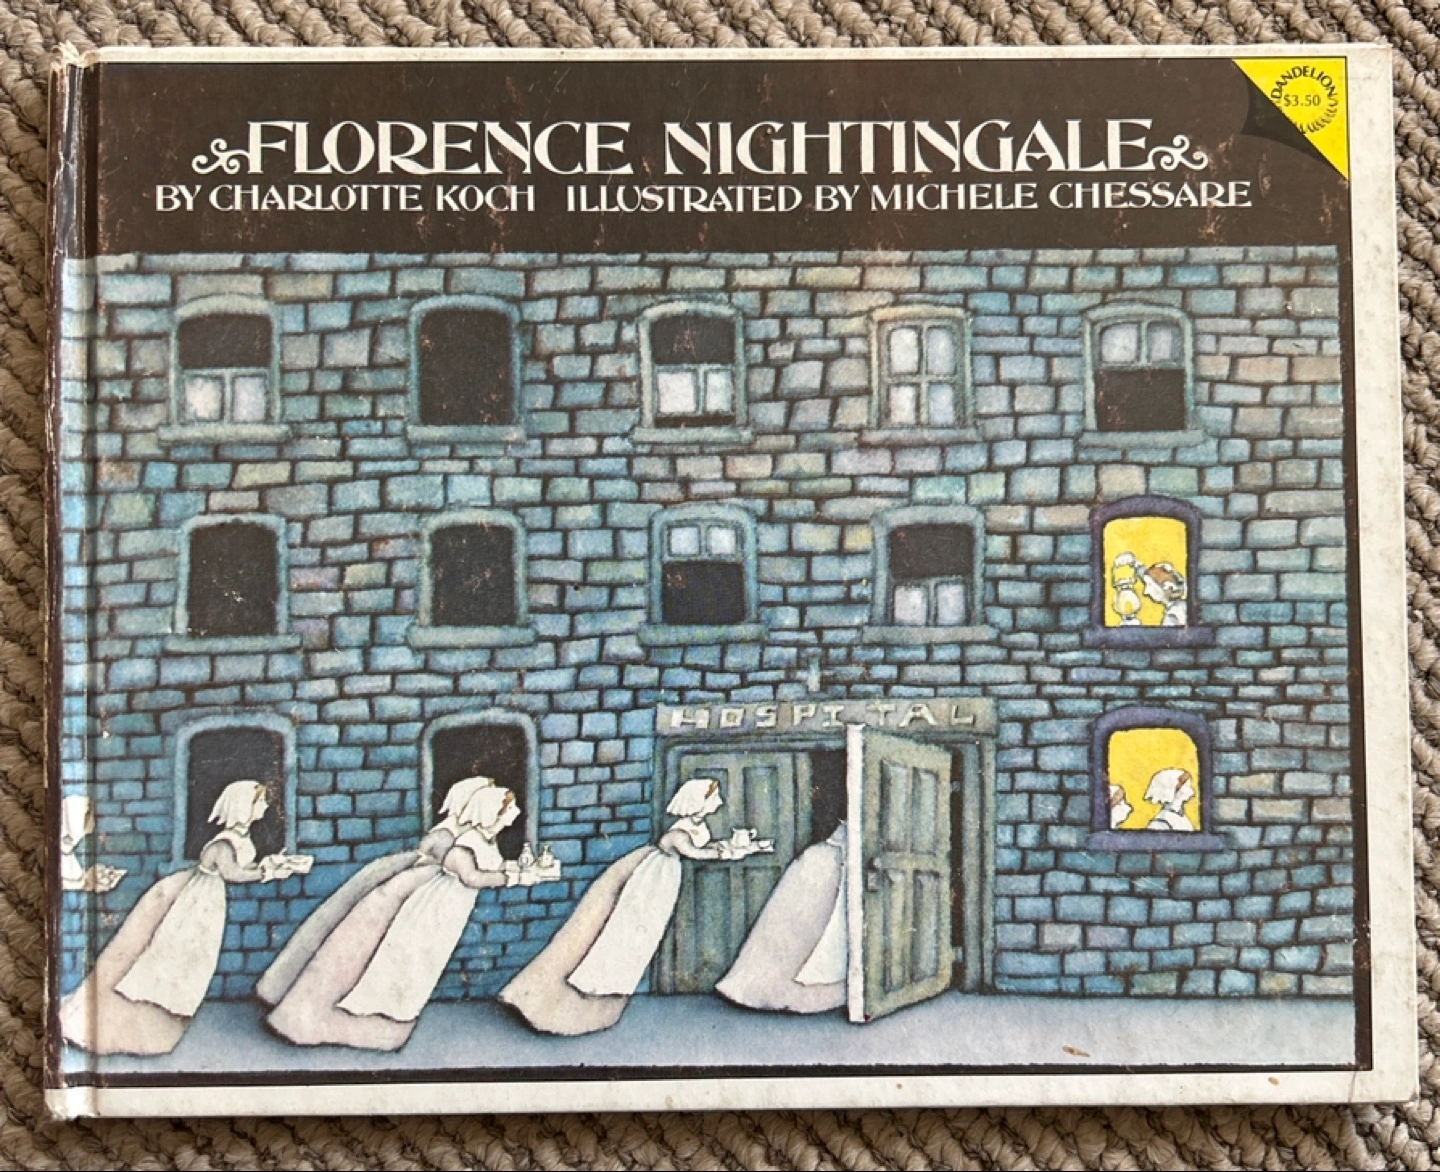 FLORENCE NIGHTINGALE
BY CHARLOTTE KOCH ILLUSTRATED BY MICHELE CHESSARE
DANDELION
$3.50
HOSPITAL